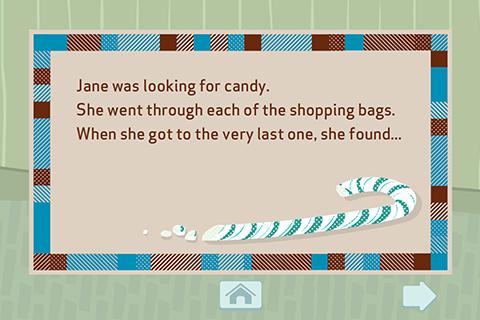 Jane was looking for candy.
She went through each of the shopping bags.
When she got to the very last one, she found...